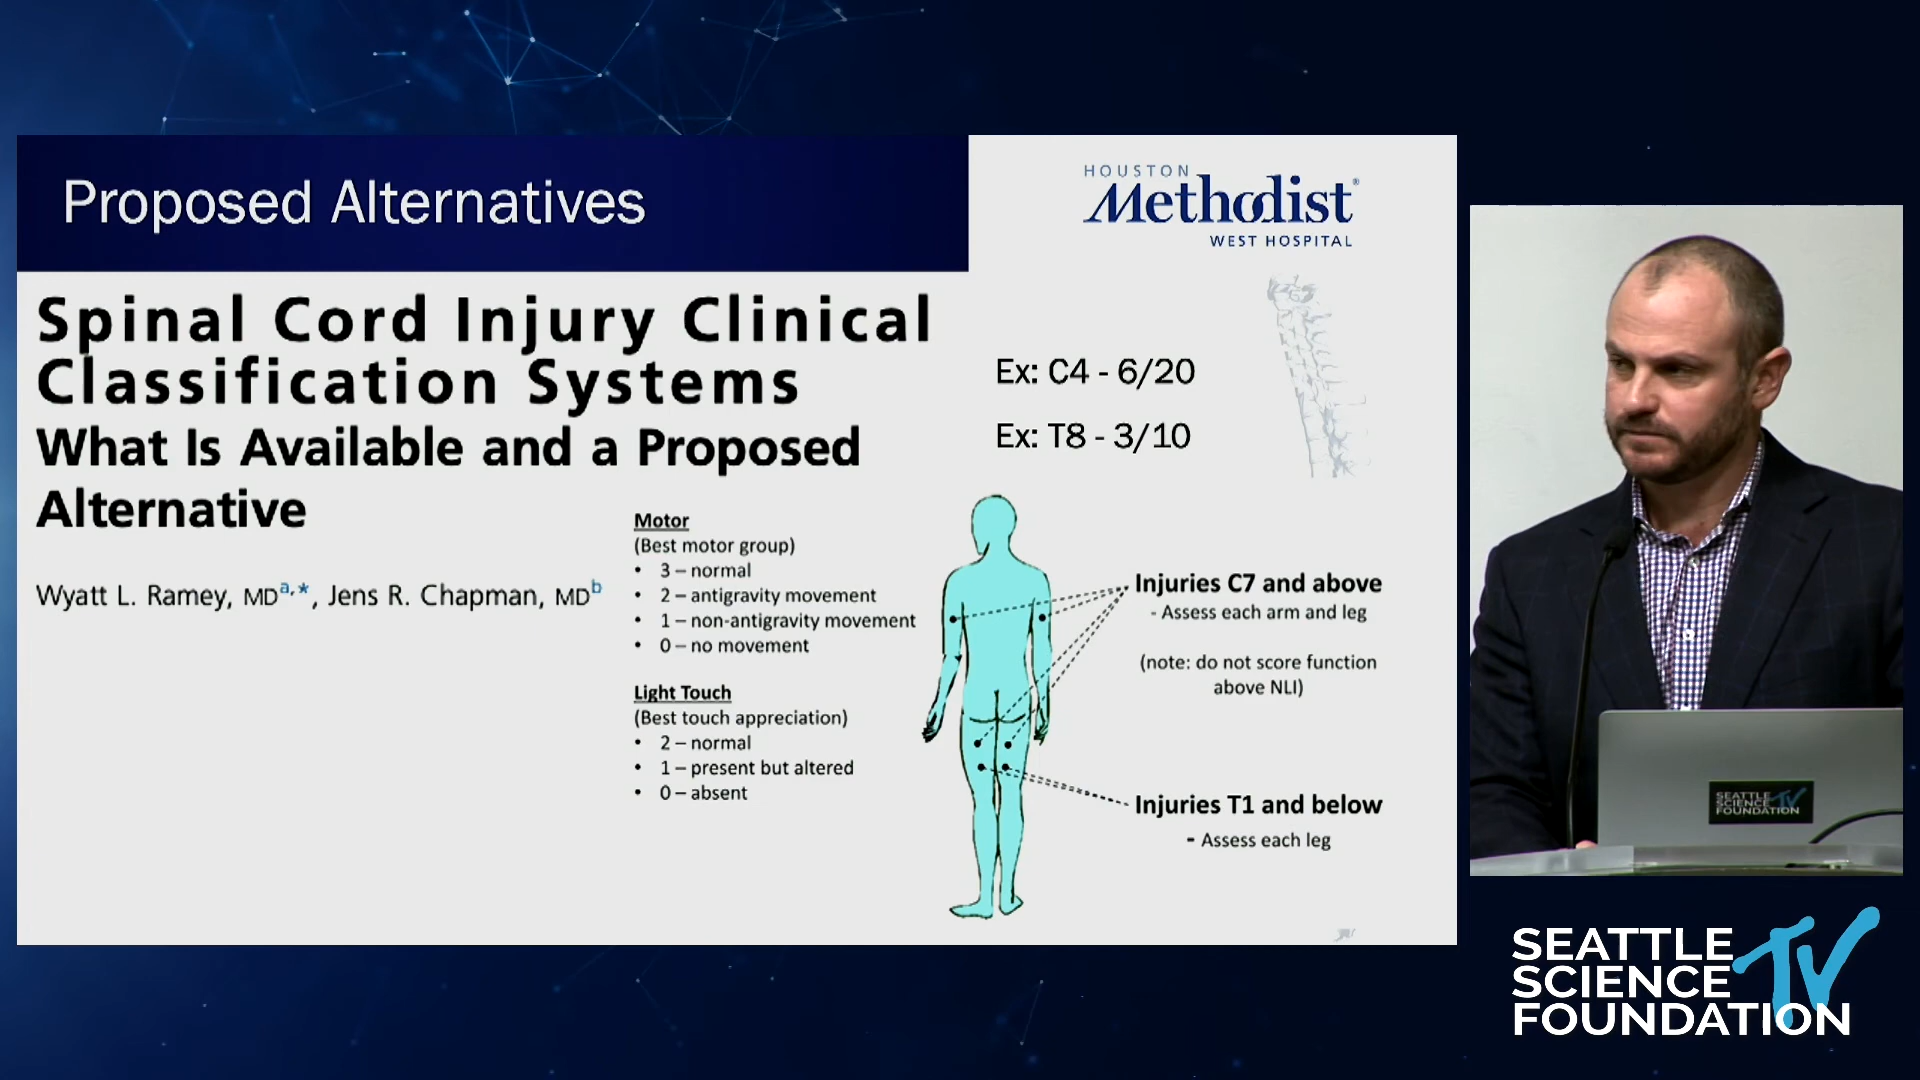 Proposed Alternatives
HOUSTON
Methodist®
WEST HOSPITAL
Spinal Cord Injury Clinical
Classification Systems
What Is Available and a Proposed
Alternative
Wyatt L. Ramey, MDa,*, Jens R. Chapman, MDb
Ex: C4 - 6/20
Ex: T8 - 3/10
Motor
(Best motor group)
• 3 – normal
• 2 – antigravity movement
• 1 – non-antigravity movement
• 0 – no movement
Light Touch
(Best touch appreciation)
• 2 – normal
• 1 – present but altered
• 0 – absent
Injuries C7 and above
- Assess each arm and leg
(note: do not score function
above NLI)
Injuries T1 and below
- Assess each leg
SEATTLE
SCIENCE
FOUNDATION
TV
SEATTLE
SCIENCE
FOUNDATION
TV